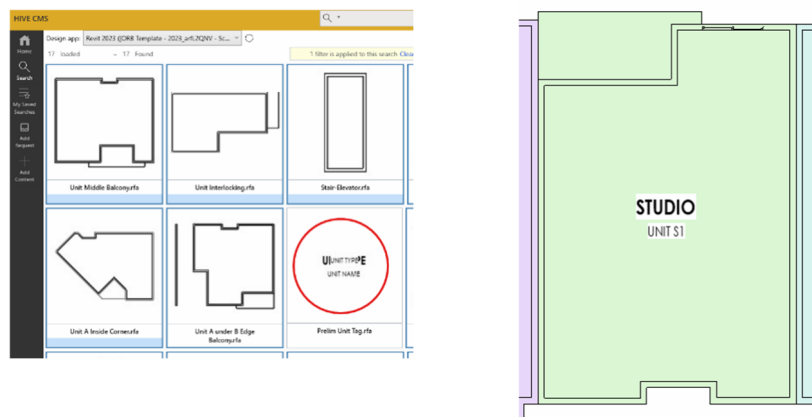 HIVE CMS
Home
Search
My Saved
Searches
Add
Request
Add
Content
Design app:
Revit 2023 (JDRB Template - 2023_arfLZQNV - Sc...
17 loaded – 17 Found
1 filter is applied to this search Clear
Unit Middle Balcony.rfa
Unit Interlocking.rfa
Stair-Elevator.rfa
Unit A Inside Corner.rfa
Unit A under B Edge
Balcony.rfa
UNIT TYPE
UNIT NAME
Prelim Unit Tag.rfa
STUDIO
UNIT S1